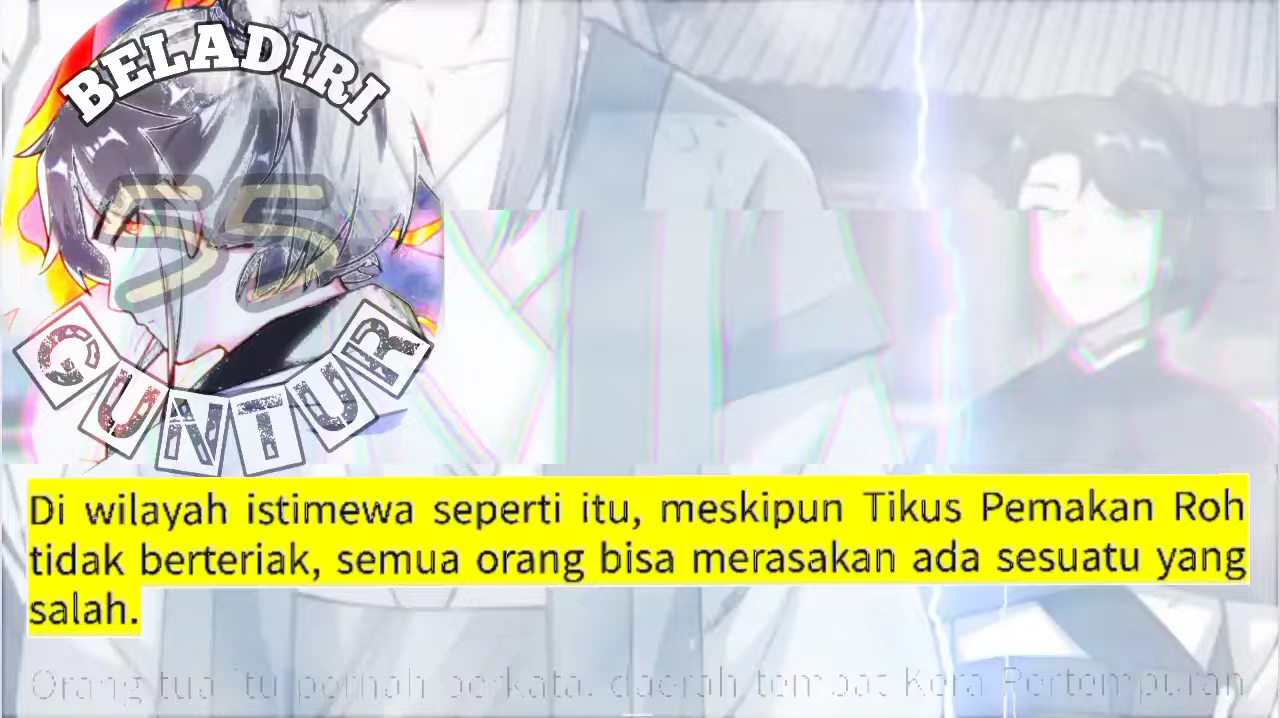 BELADIRI
55
GUNTUR
Di wilayah istimewa seperti itu, meskipun Tikus Pemakan Roh
tidak berteriak, semua orang bisa merasakan ada sesuatu yang
salah.
Orang tua itu pernah berkata, daerah tempat Kera Pertempuran